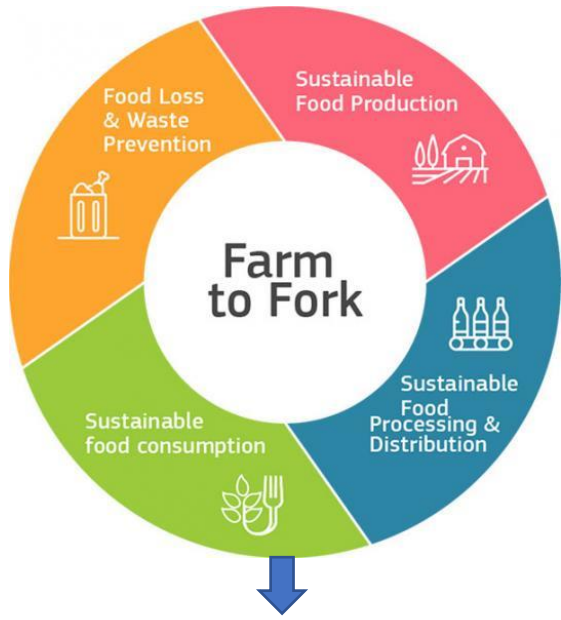 Food Loss
& Waste
Prevention
Sustainable
Food Production
Farm
to Fork
Sustainable
Food
Processing &
Distribution
Sustainable
food consumption